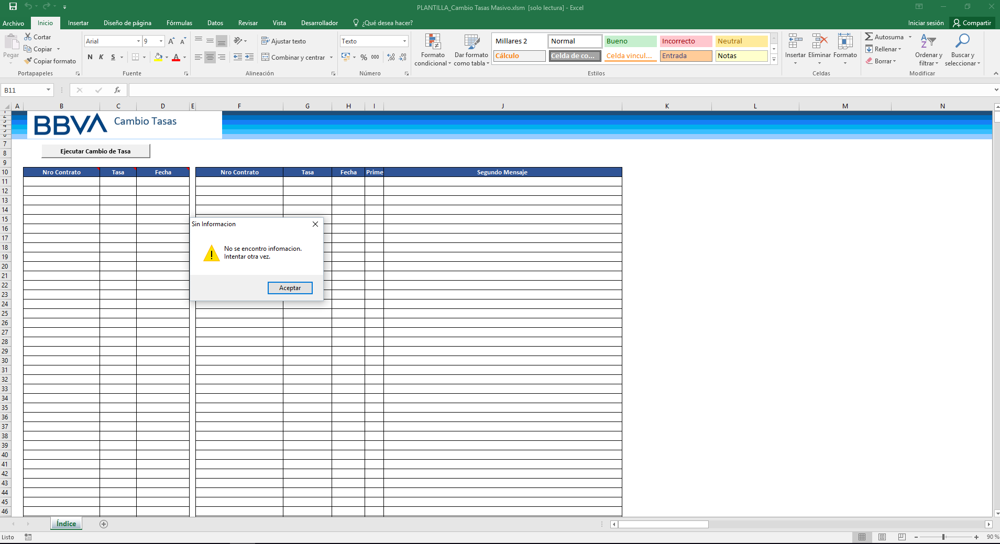 PLANTILLA_Cambio Tasas Masivo.xlsm [solo lectura] - Excel
Archivo Inicio Insertar Diseño de página Fórmulas Datos Revisar Vista Desarrollador ¿Qué desea hacer? Iniciar sesión Compartir
Pegar
Cortar
Copiar
Copiar formato
Portapapeles
Arial 9
N K S
Fuente
Ajustar texto
Combinar y centrar
Alineación
Texto
% 000
Número
Formato condicional
Dar formato como tabla
Millares 2 Normal Bueno Incorrecto Neutral
Cálculo Celda de co... Celda vincul... Entrada Notas
Estilos
Insertar Eliminar Formato
Celdas
Autosuma
Rellenar
Borrar
Ordenar y filtrar
Buscar y seleccionar
Modificar
B11 fx
A B C D E F G H I J K L M N
1
2
3
4
5
6
BBVA Cambio Tasas
7
8 Ejecutar Cambio de Tasa
9
10 Nro Contrato Tasa Fecha Nro Contrato Tasa Fecha Prime Segundo Mensaje
11
12
13
14
15
16
17
18
19
20
21
22
23
24
25
26
27
28
29
30
31
32
33
34
35
36
37
38
39
40
41
42
43
44
45
46
Sin Informacion
No se encontro infomacion.
Intentar otra vez.
Aceptar
Índice
Listo 90 %